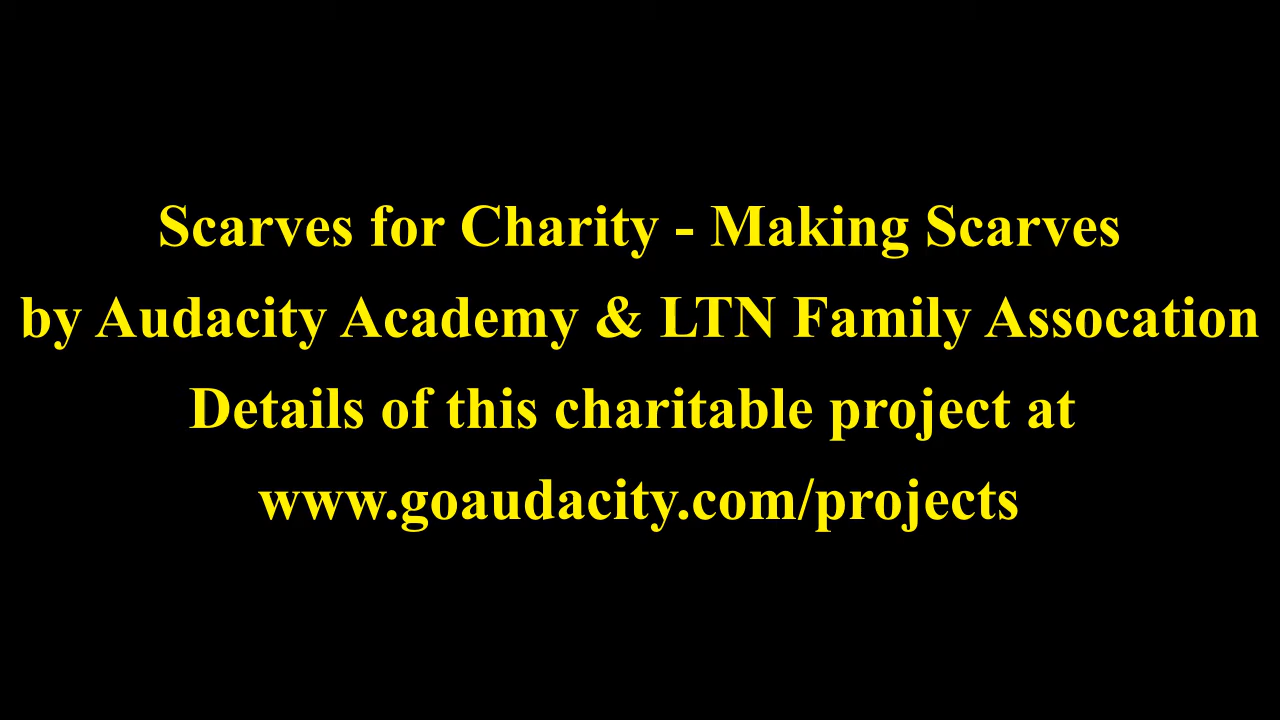 Scarves for Charity - Making Scarves
by Audacity Academy & LTN Family Assocation
Details of this charitable project at
www.goaudacity.com/projects